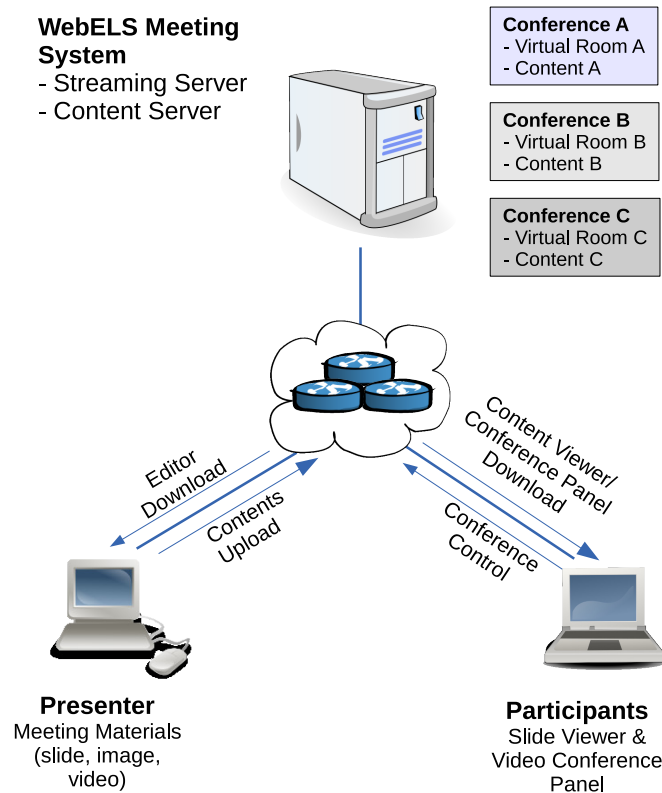 WebELS Meeting
System
- Streaming Server
- Content Server
Conference A
- Virtual Room A
- Content A
Conference B
- Virtual Room B
- Content B
Conference C
- Virtual Room C
- Content C
Editor
Download
Contents
Upload
Content Viewer/
Conference Panel
Download
Conference
Control
Presenter
Meeting Materials
(slide, image,
video)
Participants
Slide Viewer &
Video Conference
Panel